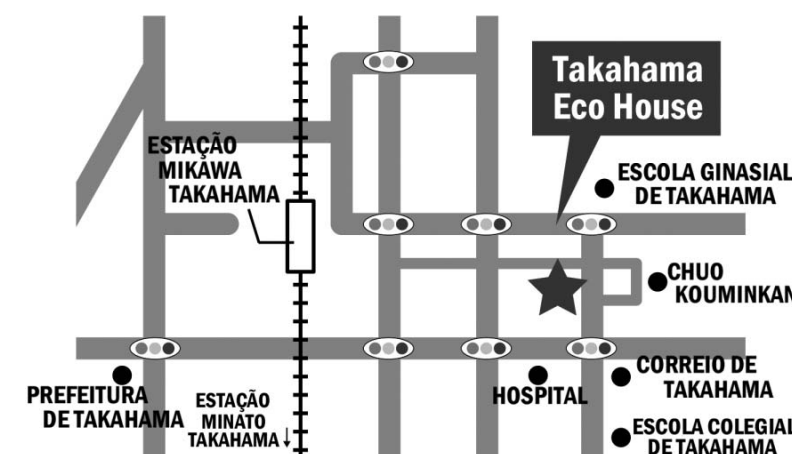 Takahama
Eco House
ESTAÇÃO
MIKAWA
TAKAHAMA
ESCOLA GINASIAL
DE TAKAHAMA
CHUO
KOUMINKAN
PREFEITURA
DE TAKAHAMA
ESTAÇÃO
MINATO
TAKAHAMA↓
HOSPITAL
CORREIO DE
TAKAHAMA
ESCOLA COLEGIAL
DE TAKAHAMA